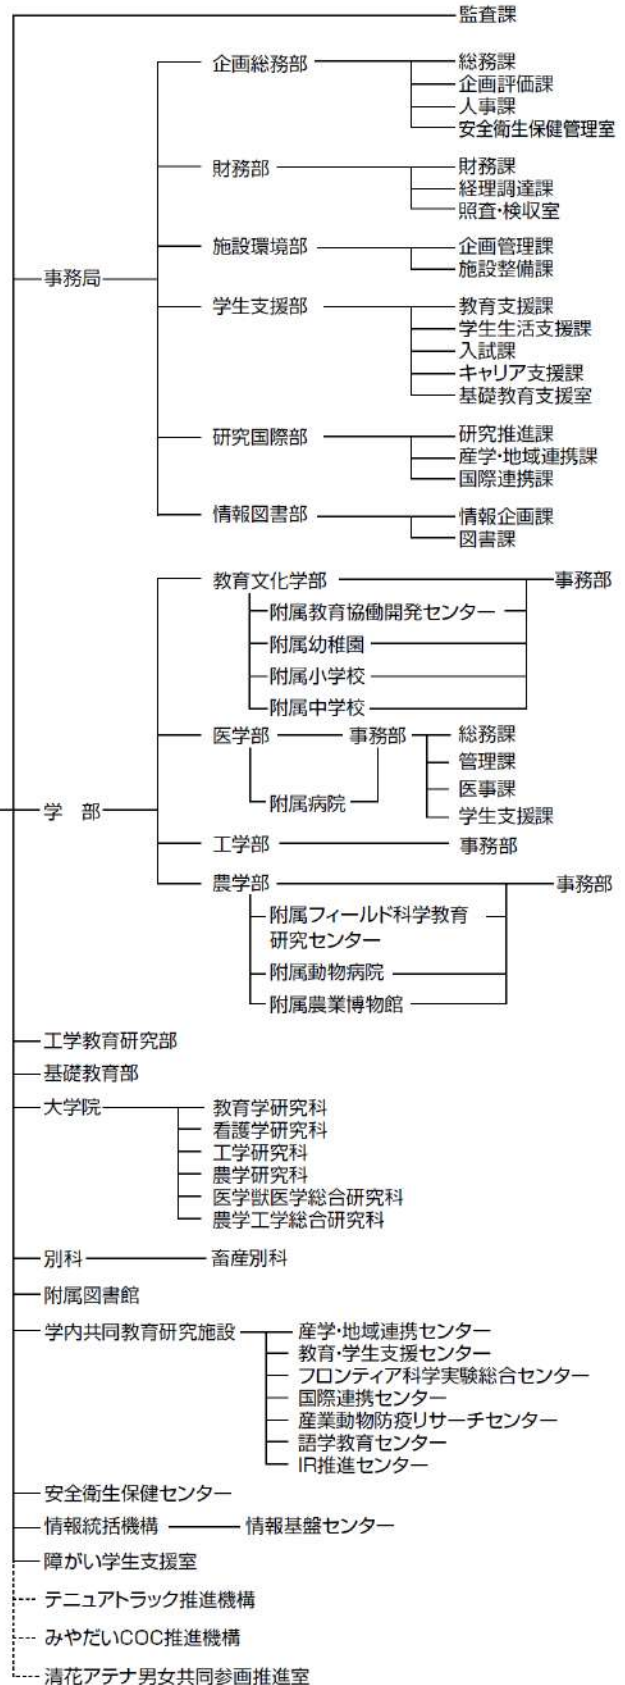 監査課
事務局
企画総務部
総務課
企画評価課
人事課
安全衛生保健管理室
財務部
財務課
経理調達課
照査・検収室
施設環境部
企画管理課
施設整備課
学生支援部
教育支援課
学生生活支援課
入試課
キャリア支援課
基礎教育支援室
研究国際部
研究推進課
産学・地域連携課
国際連携課
情報図書部
情報企画課
図書課
学 部
教育文化学部
事務部
附属教育協働開発センター
附属幼稚園
附属小学校
附属中学校
医学部
事務部
総務課
管理課
医事課
学生支援課
附属病院
工学部
事務部
農学部
事務部
附属フィールド科学教育
研究センター
附属動物病院
附属農業博物館
工学教育研究部
基礎教育部
大学院
教育学研究科
看護学研究科
工学研究科
農学研究科
医学獣医学総合研究科
農学工学総合研究科
別科
畜産別科
附属図書館
学内共同教育研究施設
産学・地域連携センター
教育・学生支援センター
フロンティア科学実験総合センター
国際連携センター
産業動物防疫リサーチセンター
語学教育センター
IR推進センター
安全衛生保健センター
情報統括機構
情報基盤センター
障がい学生支援室
テニュアトラック推進機構
みやだいCOC推進機構
清花アテナ男女共同参画推進室